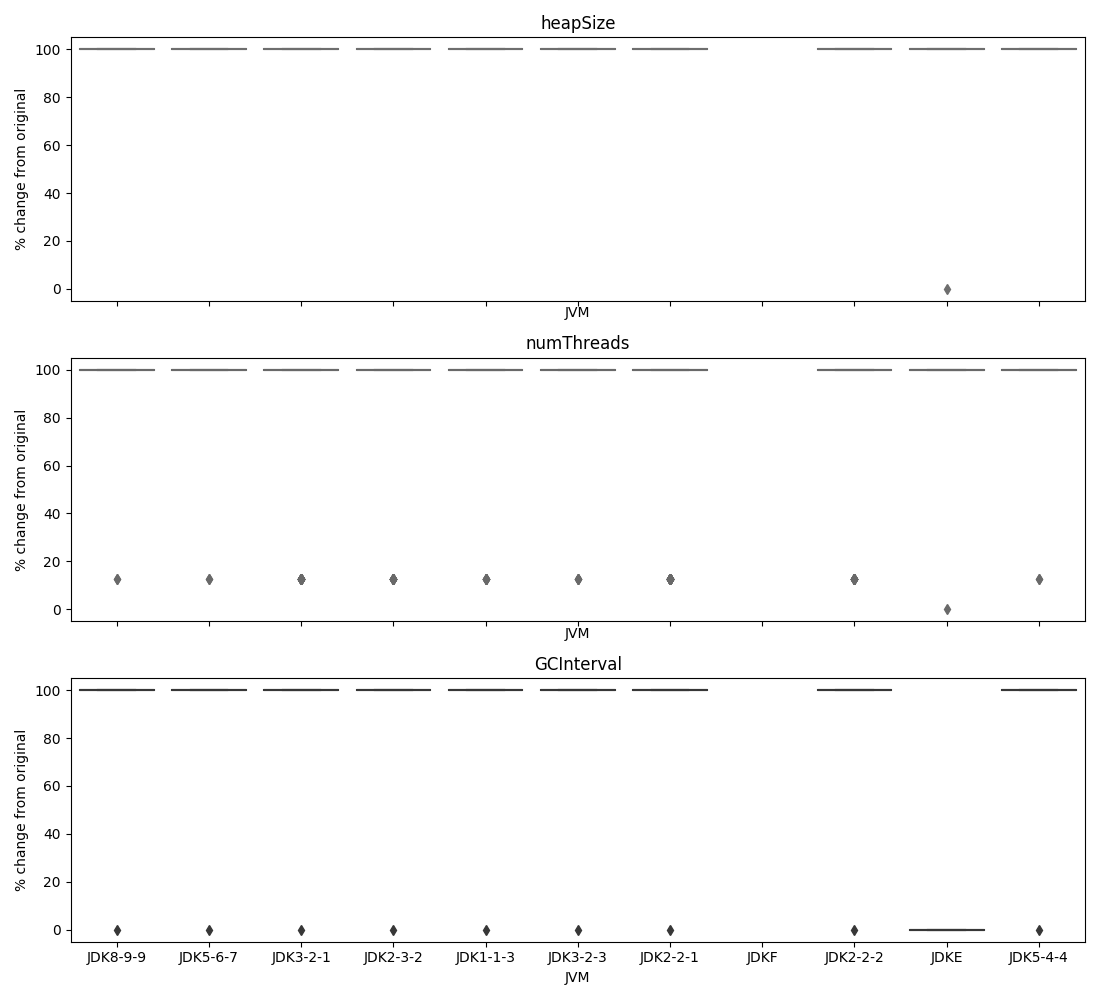 heapSize
100
80
60
40
20
0
% change from original
JVM
numThreads
100
80
60
40
20
0
% change from original
JVM
GCInterval
100
80
60
40
20
0
% change from original
JDK8-9-9 JDK5-6-7 JDK3-2-1 JDK2-3-2 JDK1-1-3 JDK3-2-3 JDK2-2-1 JDKF JDK2-2-2 JDKE JDK5-4-4
JVM